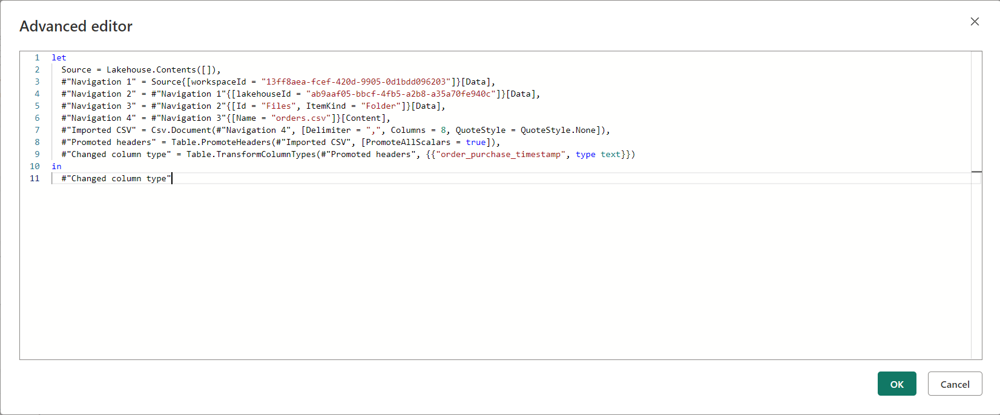 Advanced editor
1 let
2 Source = Lakehouse.Contents([]),
3 #"Navigation 1" = Source{[workspaceId = "13ff8aea-fcef-420d-9905-0d1bdd096203"]}[Data],
4 #"Navigation 2" = #"Navigation 1"{[lakehouseId = "ab9aaf05-bbcf-4fb5-a2b8-a35a70fe940c"]}[Data],
5 #"Navigation 3" = #"Navigation 2"{[Id = "Files", ItemKind = "Folder"]}[Data],
6 #"Navigation 4" = #"Navigation 3"{[Name = "orders.csv"]}[Content],
7 #"Imported CSV" = Csv.Document(#"Navigation 4", [Delimiter = ",", Columns = 8, QuoteStyle = QuoteStyle.None]),
8 #"Promoted headers" = Table.PromoteHeaders(#"Imported CSV", [PromoteAllScalars = true]),
9 #"Changed column type" = Table.TransformColumnTypes(#"Promoted headers", {{"order_purchase_timestamp", type text}})
10 in
11 #"Changed column type"
OK Cancel